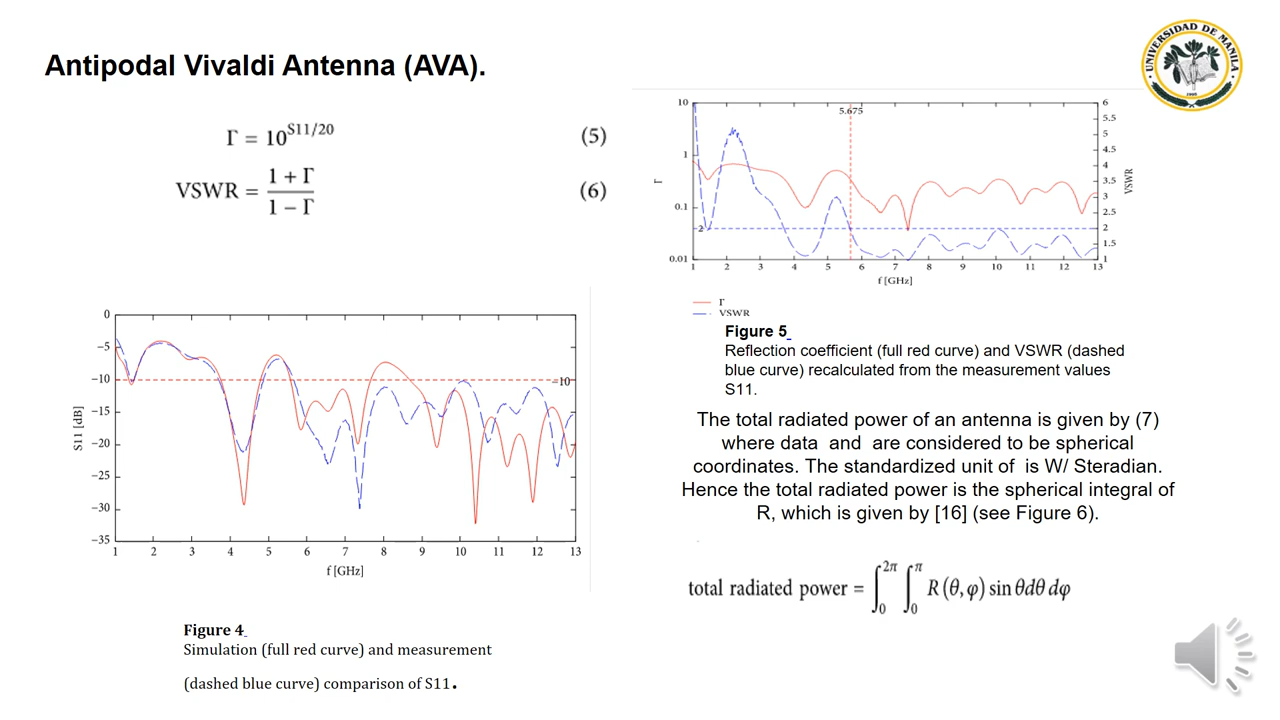 Antipodal Vivaldi Antenna (AVA).
UNIVERSIDAD DE MANILA
Γ = 10^{S11/20} (5)
VSWR = \frac{1 + Γ}{1 − Γ} (6)
10
1
0.1
0.01
Γ
5.675
2
6
5.5
5
4.5
4
3.5
3
2.5
2
1.5
1
VSWR
1 2 3 4 5 6 7 8 9 10 11 12 13
f [GHz]
Γ
VSWR
Figure 5
Reflection coefficient (full red curve) and VSWR (dashed
blue curve) recalculated from the measurement values
S11.
0
−5
−10
−15
−20
−25
−30
−35
S11 [dB]
−10
1 2 3 4 5 6 7 8 9 10 11 12 13
f [GHz]
Figure 4
Simulation (full red curve) and measurement
(dashed blue curve) comparison of S11.
The total radiated power of an antenna is given by (7)
where data and are considered to be spherical
coordinates. The standardized unit of is W/ Steradian.
Hence the total radiated power is the spherical integral of
R, which is given by [16] (see Figure 6).
total radiated power = ∫_0^{2π} ∫_0^π R (θ, φ) sin θdθ dφ